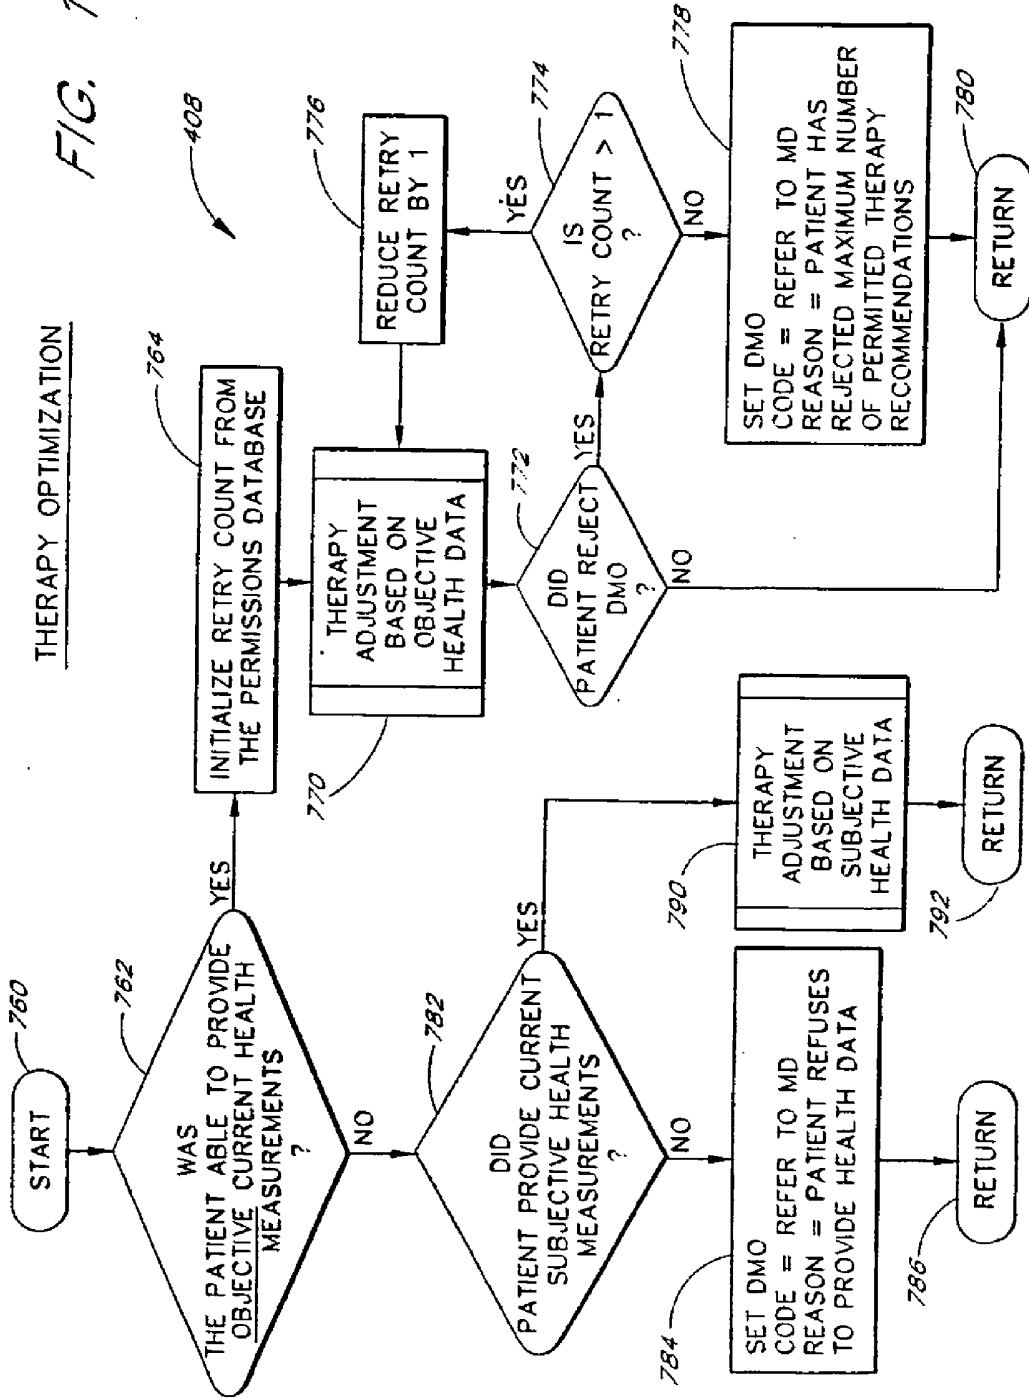 FIG.
THERAPY OPTIMIZATION
408
760
START
762
WAS
THE PATIENT ABLE TO PROVIDE
OBJECTIVE CURRENT HEALTH
MEASUREMENTS
?
YES
NO
764
INITIALIZE RETRY COUNT FROM
THE PERMISSIONS DATABASE
770
THERAPY
ADJUSTMENT
BASED ON
OBJECTIVE
HEALTH DATA
776
REDUCE RETRY
COUNT BY 1
772
DID
PATIENT REJECT
DMO
?
YES
NO
774
IS
RETRY COUNT > 1
?
YES
NO
778
SET DMO
CODE = REFER TO MD
REASON = PATIENT HAS
REJECTED MAXIMUM NUMBER
OF PERMITTED THERAPY
RECOMMENDATIONS
780
RETURN
782
DID
PATIENT PROVIDE CURRENT
SUBJECTIVE HEALTH
MEASUREMENTS
?
YES
NO
790
THERAPY
ADJUSTMENT
BASED ON
SUBJECTIVE
HEALTH DATA
792
RETURN
784
SET DMO
CODE = REFER TO MD
REASON = PATIENT REFUSES
TO PROVIDE HEALTH DATA
786
RETURN